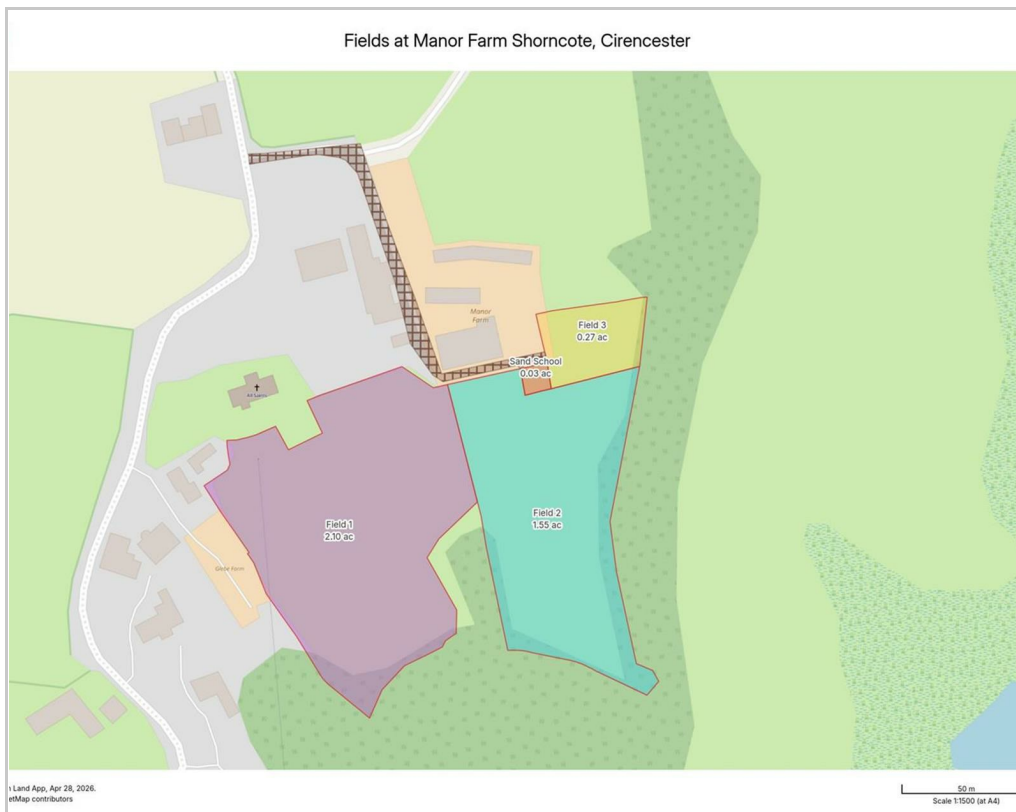 Fields at Manor Farm Shorncote, Cirencester
Manor
Farm
Field 3
0.27 ac
Sand School
0.03 ac
All Saints
Field 1
2.10 ac
Field 2
1.55 ac
Glebe Farm
Land App, Apr 28, 2026.
etMap contributors
50 m
Scale 1:1500 (at A4)